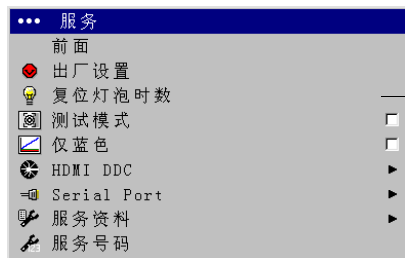 服务
前面
出厂设置
复位灯泡时数
测试模式
仅蓝色
HDMI DDC
Serial Port
服务资料
服务号码